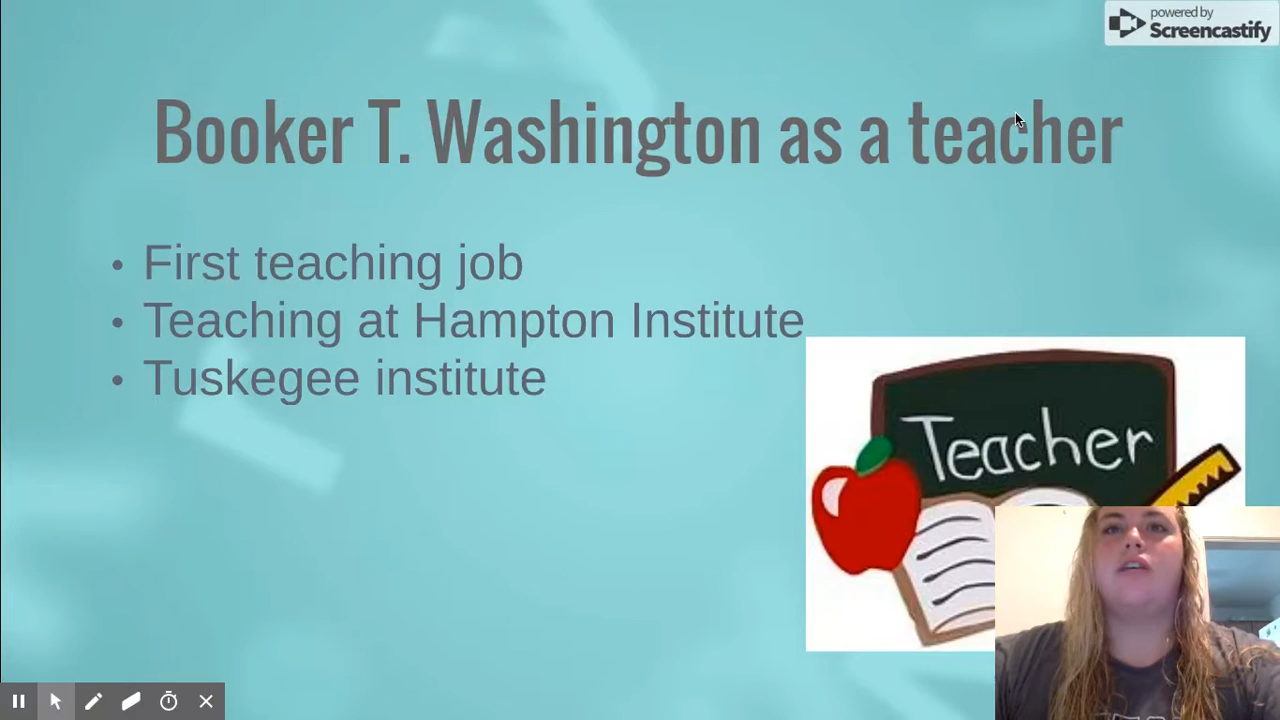 powered by
Screencastify
Booker T. Washington as a teacher
• First teaching job
• Teaching at Hampton Institute
• Tuskegee institute
Teacher